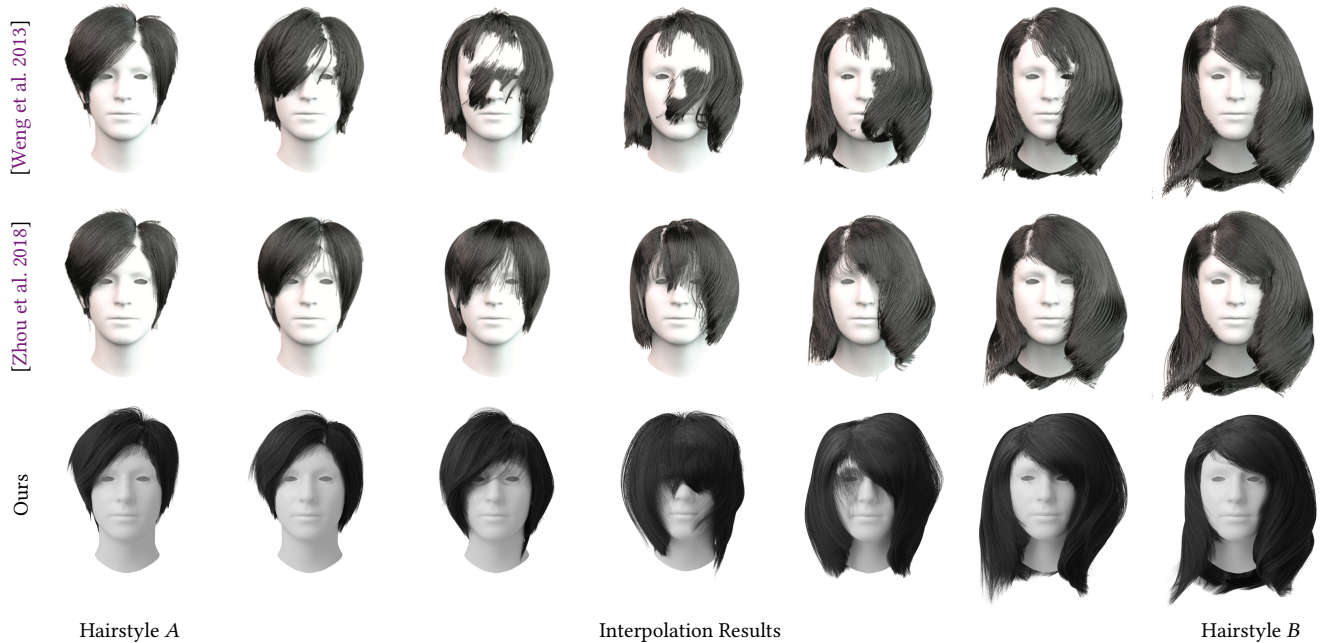 [Weng et al. 2013]
[Zhou et al. 2018]
Ours
Hairstyle A
Interpolation Results
Hairstyle B